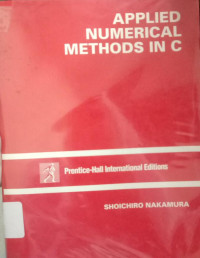 APPLIED
NUMERICAL
METHODS IN C
Prentice-Hall International Editions
SHOICHIRO NAKAMURA